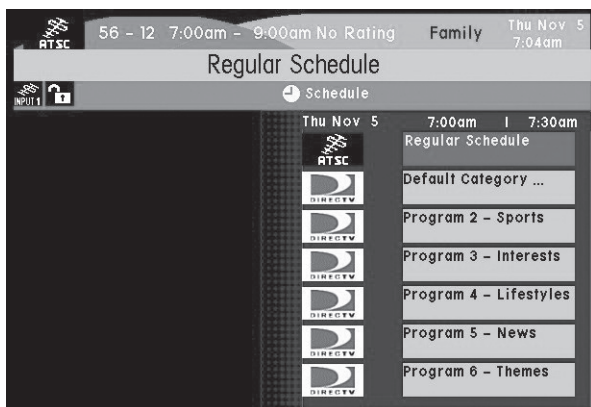 ATSC 56 - 12 7:00am - 9:00am No Rating Family Thu Nov 5
7:04am
Regular Schedule
INPUT 1 Schedule
Thu Nov 5 7:00am I 7:30am
ATSC Regular Schedule
DIRECTV Default Category ...
DIRECTV Program 2 – Sports
DIRECTV Program 3 – Interests
DIRECTV Program 4 – Lifestyles
DIRECTV Program 5 – News
DIRECTV Program 6 – Themes